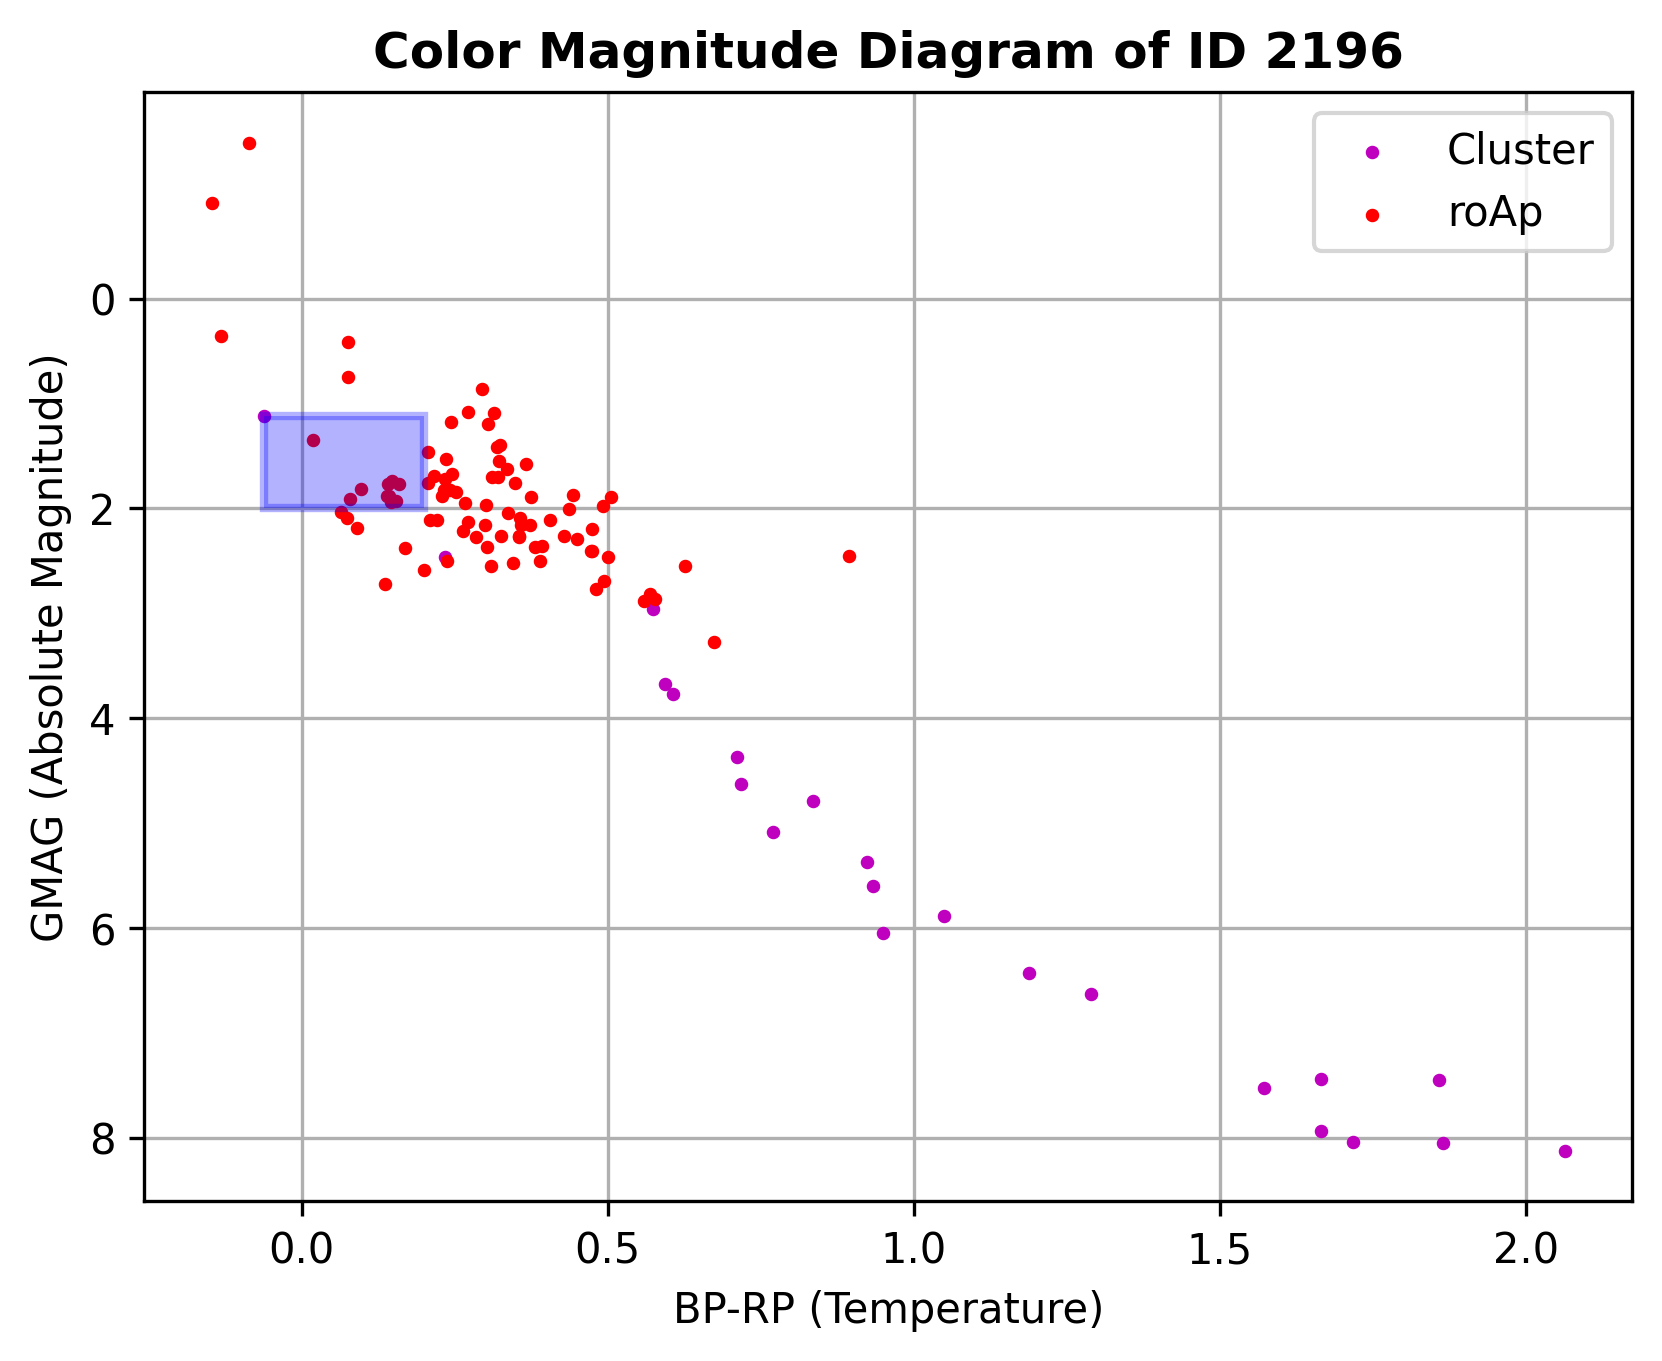 Color Magnitude Diagram of ID 2196
Cluster
roAp
GMAG (Absolute Magnitude)
0
2
4
6
8
0.0 0.5 1.0 1.5 2.0
BP-RP (Temperature)